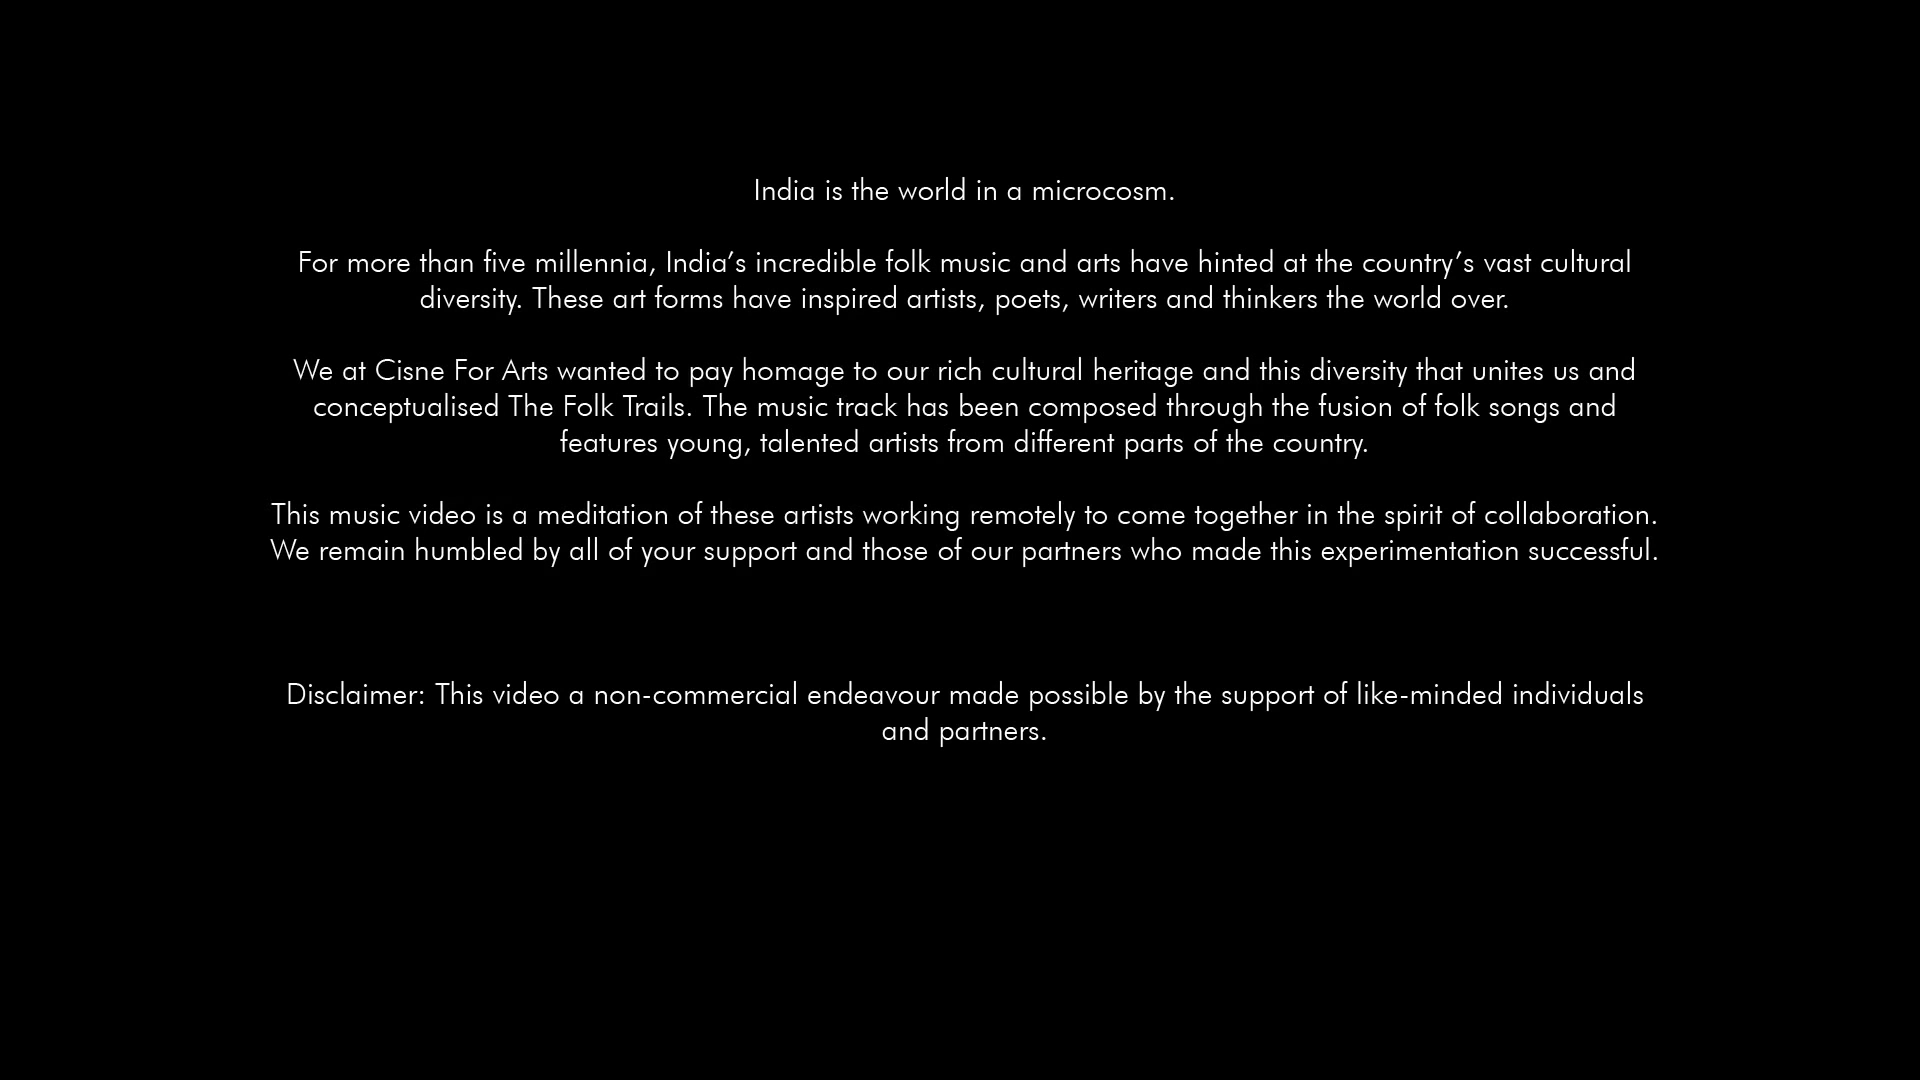 India is the world in a microcosm.
For more than five millennia, India’s incredible folk music and arts have hinted at the country’s vast cultural
diversity. These art forms have inspired artists, poets, writers and thinkers the world over.
We at Cisne For Arts wanted to pay homage to our rich cultural heritage and this diversity that unites us and
conceptualised The Folk Trails. The music track has been composed through the fusion of folk songs and
features young, talented artists from different parts of the country.
This music video is a meditation of these artists working remotely to come together in the spirit of collaboration.
We remain humbled by all of your support and those of our partners who made this experimentation successful.
Disclaimer: This video a non-commercial endeavour made possible by the support of like-minded individuals
and partners.